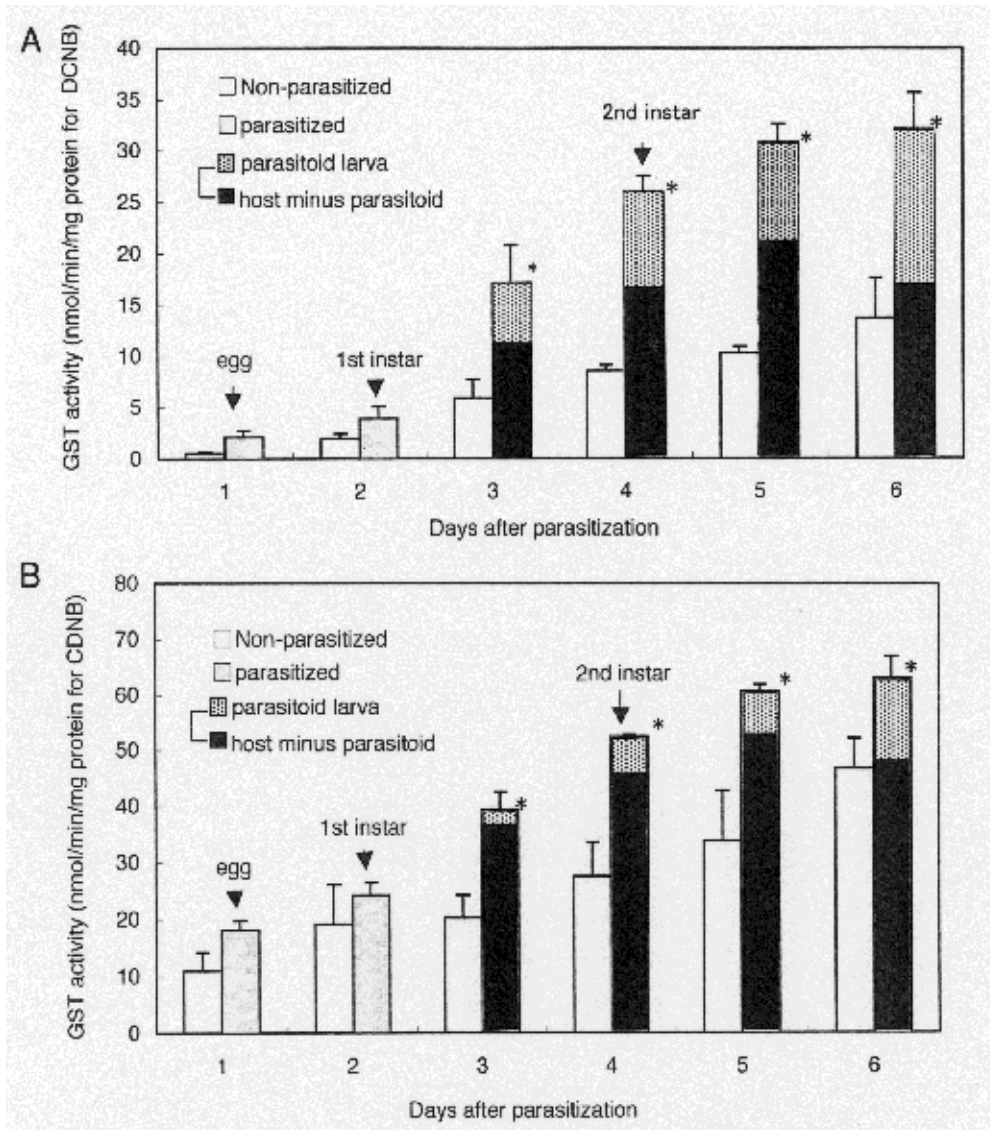 A
GST activity (nmol/min/mg protein for DCNB)
40
35
30
25
20
15
10
5
0
Non-parasitized
parasitized
parasitoid larva
host minus parasitoid
egg
1st instar
2nd instar
*
*
*
*
1
2
3
4
5
6
Days after parasitization
B
GST activity (nmol/min/mg protein for CDNB)
80
70
60
50
40
30
20
10
0
Non-parasitized
parasitized
parasitoid larva
host minus parasitoid
egg
1st instar
2nd instar
*
*
*
*
1
2
3
4
5
6
Days after parasitization